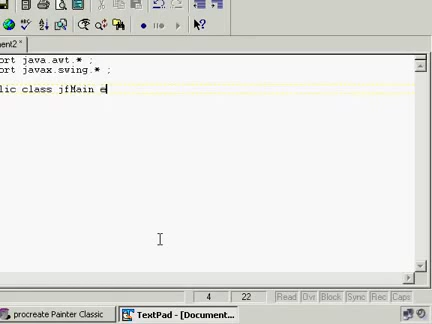 ment2 *
ort java.awt.* ;
ort javax.swing.* ;
lic class jfMain e
4 22 Read Ovr Block Sync Rec Caps
procreate Painter Classic TextPad - [Document...